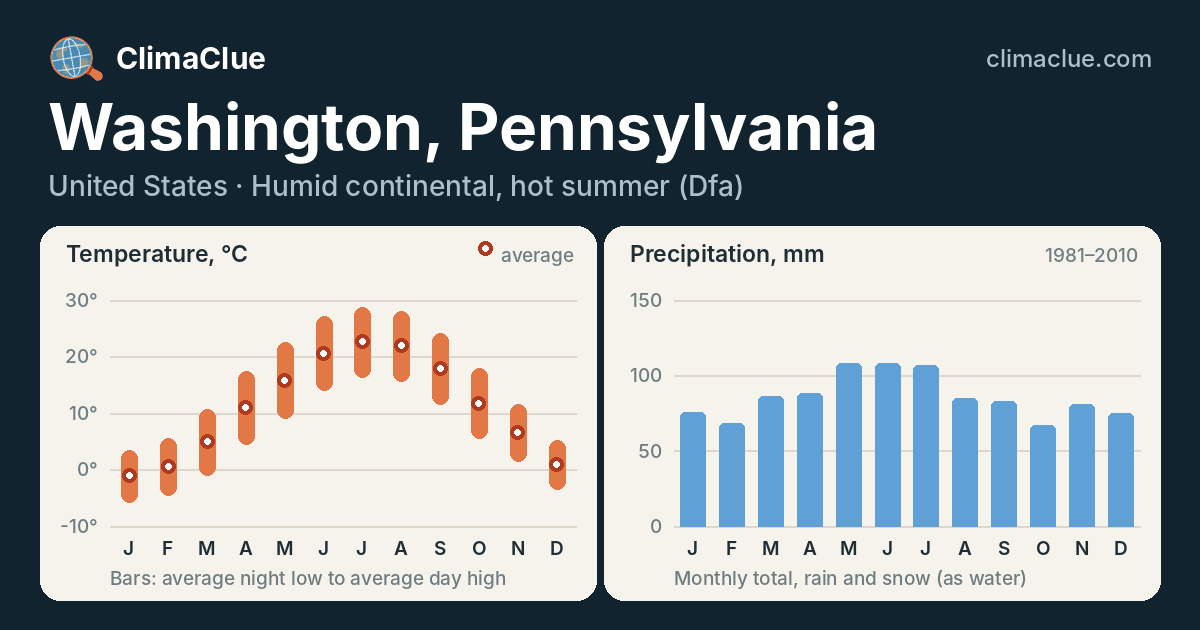 ClimaClue
climaclue.com
Washington, Pennsylvania
United States · Humid continental, hot summer (Dfa)
Temperature, °C
average
30°
20°
10°
0°
-10°
J F M A M J J A S O N D
Bars: average night low to average day high
Precipitation, mm
1981–2010
150
100
50
0
J F M A M J J A S O N D
Monthly total, rain and snow (as water)